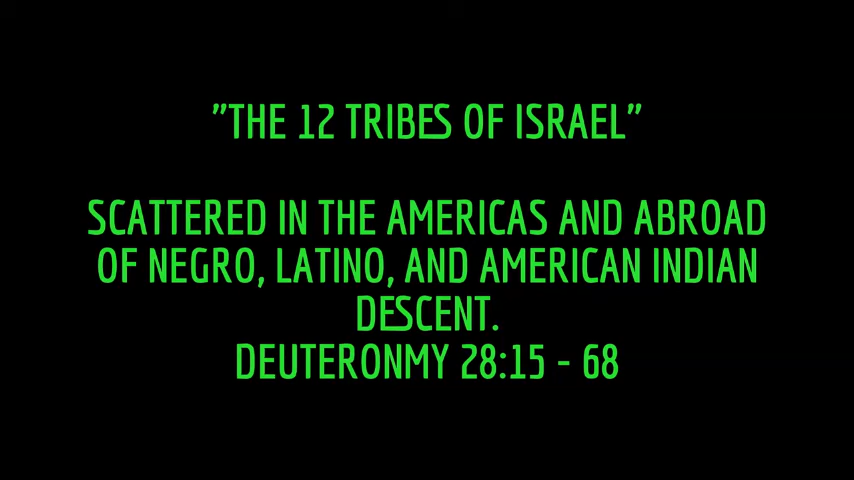 "THE 12 TRIBES OF ISRAEL"
SCATTERED IN THE AMERICAS AND ABROAD
OF NEGRO, LATINO, AND AMERICAN INDIAN
DESCENT.
DEUTERONMY 28:15 - 68